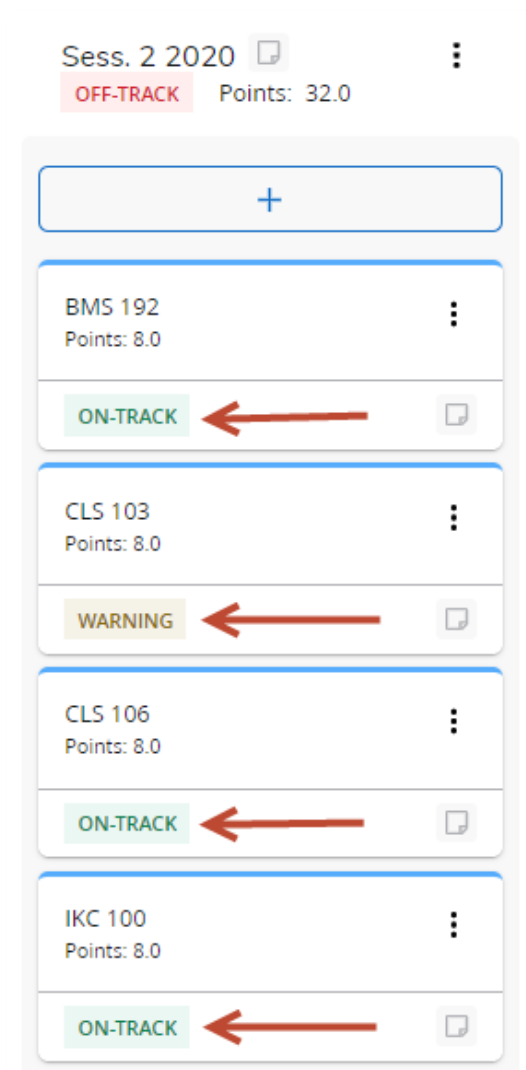 Sess. 2 2020
OFF-TRACK Points: 32.0
+
BMS 192
Points: 8.0
ON-TRACK
CLS 103
Points: 8.0
WARNING
CLS 106
Points: 8.0
ON-TRACK
IKC 100
Points: 8.0
ON-TRACK